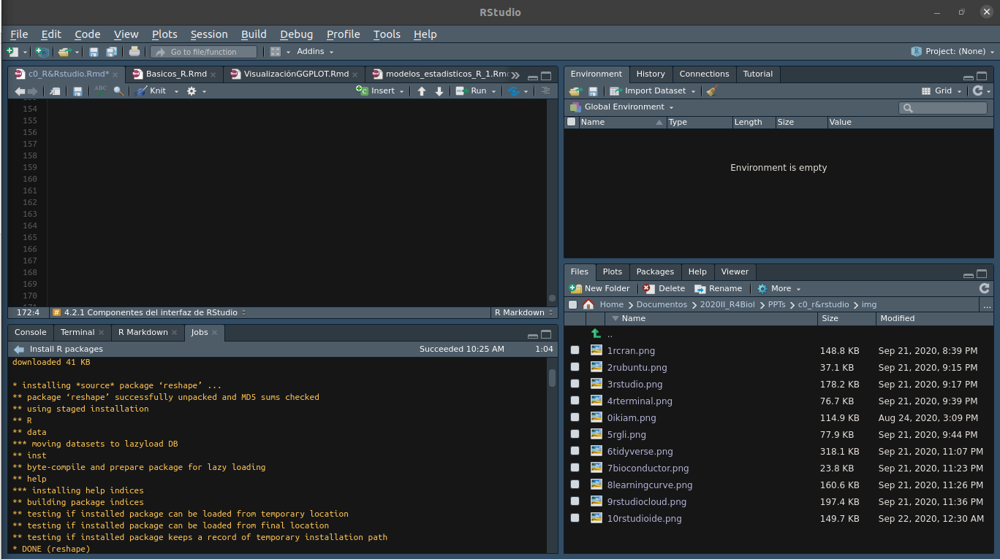 RStudio
File Edit Code View Plots Session Build Debug Profile Tools Help
Go to file/function Addins Project: (None)
c0_R&Rstudio.Rmd* Basicos_R.Rmd VisualizaciónGGPLOT.Rmd modelos_estadisticos_R_1.Rmd
ABC Knit Insert Run
154
155
156
157
158
159
160
161
162
163
164
165
166
167
168
169
170
172:4 # 4.2.1 Componentes del interfaz de RStudio R Markdown
Console Terminal R Markdown Jobs
Install R packages Succeeded 10:25 AM 1:04
downloaded 41 KB
* installing *source* package ‘reshape’ ...
** package ‘reshape’ successfully unpacked and MD5 sums checked
** using staged installation
** R
** data
*** moving datasets to lazyload DB
** inst
** byte-compile and prepare package for lazy loading
** help
*** installing help indices
** building package indices
** testing if installed package can be loaded from temporary location
** testing if installed package can be loaded from final location
** testing if installed package keeps a record of temporary installation path
* DONE (reshape)
Environment History Connections Tutorial
Import Dataset Grid
Global Environment
Name Type Length Size Value
Environment is empty
Files Plots Packages Help Viewer
New Folder Delete Rename More
Home Documentos 2020II_R4Biol PPTs c0_r&rstudio img ...
Name Size Modified
..
1rcran.png 148.8 KB Sep 21, 2020, 8:39 PM
2rubuntu.png 37.1 KB Sep 21, 2020, 9:15 PM
3rstudio.png 178.2 KB Sep 21, 2020, 9:17 PM
4rterminal.png 76.7 KB Sep 21, 2020, 9:39 PM
0ikiam.png 114.9 KB Aug 24, 2020, 3:09 PM
5rgli.png 77.9 KB Sep 21, 2020, 9:44 PM
6tidyverse.png 318.1 KB Sep 21, 2020, 11:07 PM
7bioconductor.png 23.8 KB Sep 21, 2020, 11:23 PM
8learningcurve.png 160.6 KB Sep 21, 2020, 11:26 PM
9rstudiocloud.png 197.4 KB Sep 21, 2020, 11:36 PM
10rstudioide.png 149.7 KB Sep 22, 2020, 12:30 AM